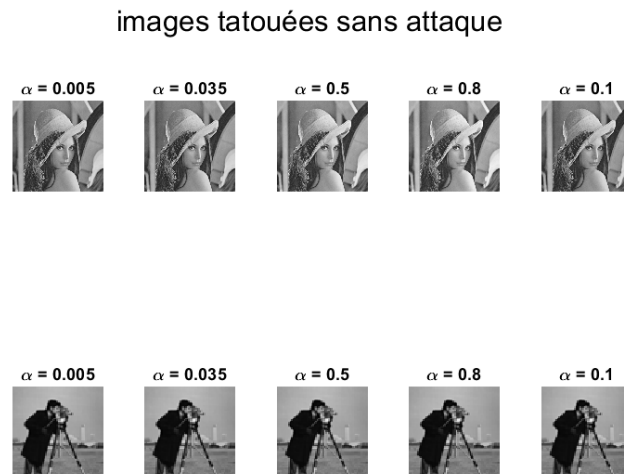 images tatouées sans attaque
α = 0.005 α = 0.035 α = 0.5 α = 0.8 α = 0.1
α = 0.005 α = 0.035 α = 0.5 α = 0.8 α = 0.1